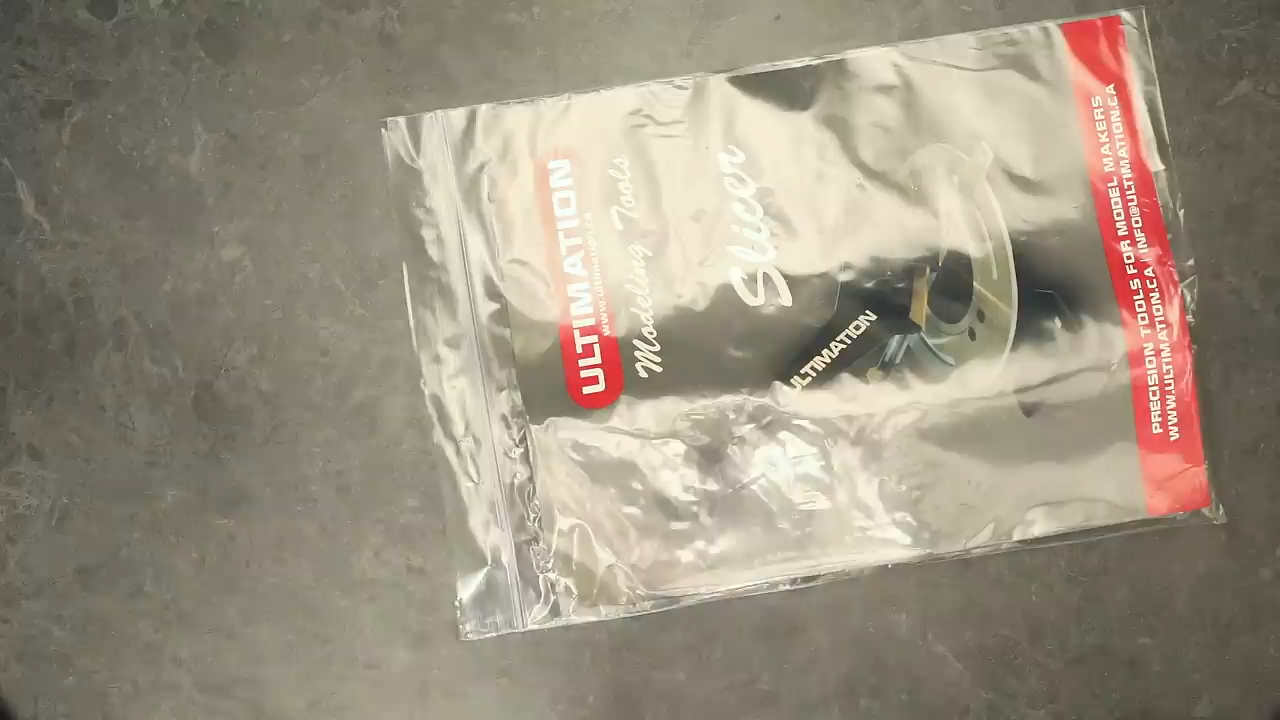 ULTIMATION
www.ultimation.ca
Modeling Tools
Slicer
ULTIMATION
PRECISION TOOLS FOR MODEL MAKERS
WWW.ULTIMATION.CA | INFO@ULTIMATION.CA